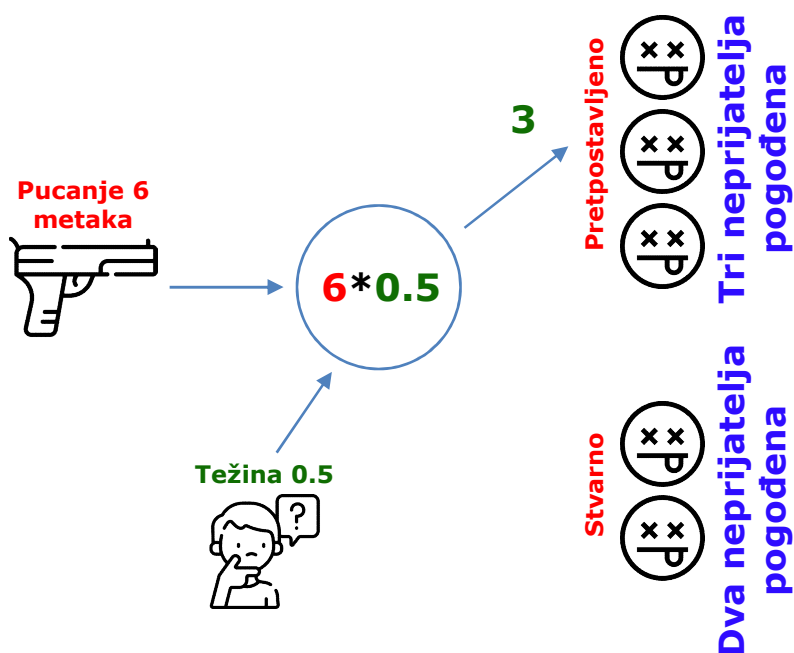 Pucanje 6
metaka
6*0.5
Težina 0.5
?
3
Pretpostavljeno
Tri neprijatelja
pogođena
Stvarno
Dva neprijatelja
pogođena